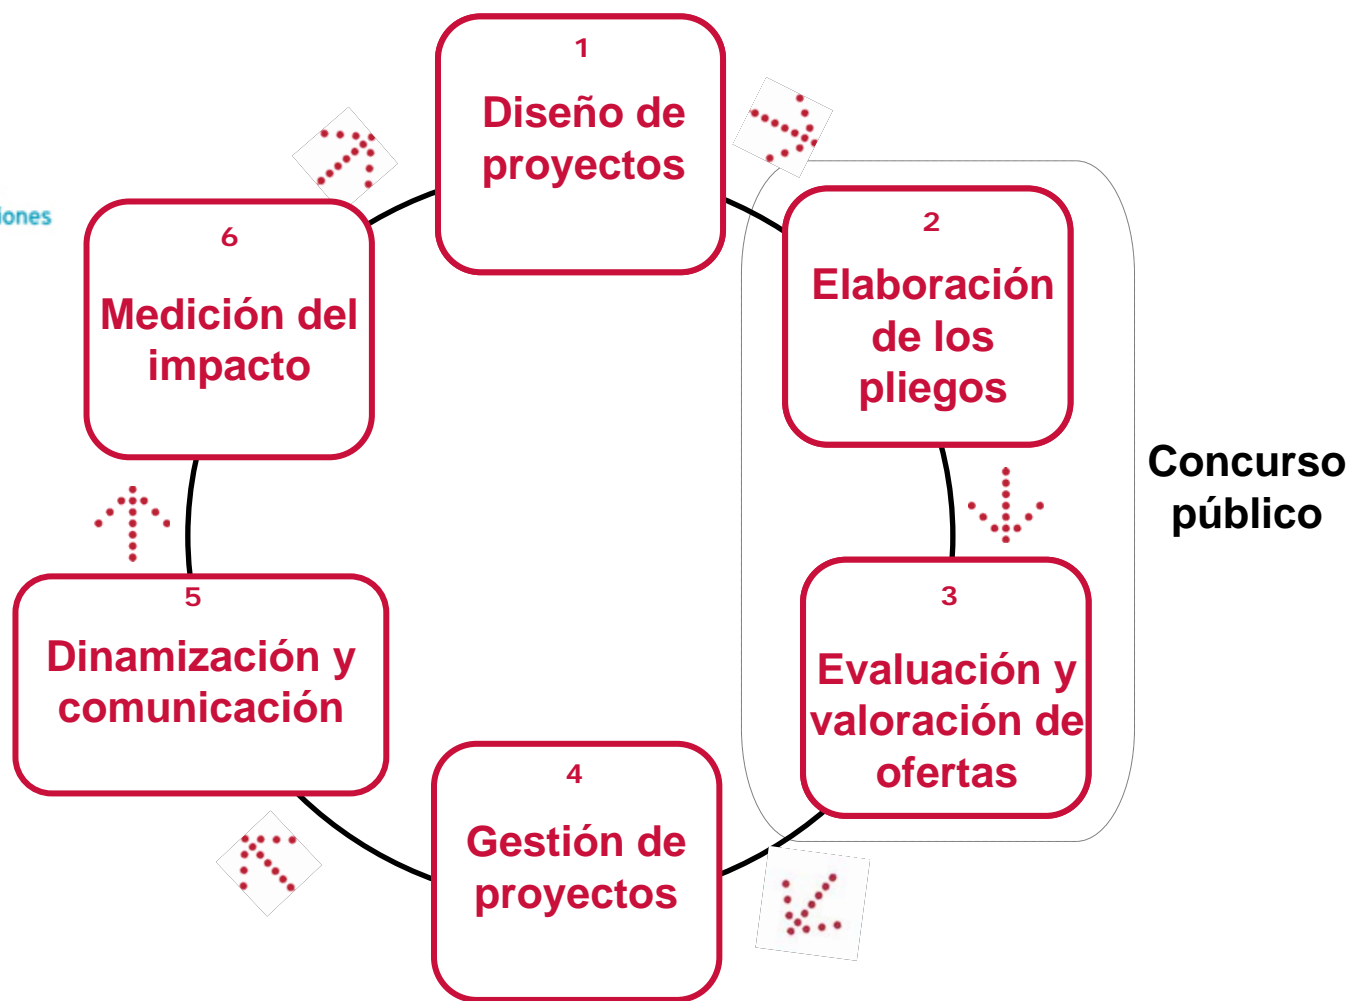 1
Diseño de
proyectos
2
Elaboración
de los
pliegos
Concurso
público
3
Evaluación y
valoración de
ofertas
4
Gestión de
proyectos
5
Dinamización y
comunicación
6
Medición del
impacto